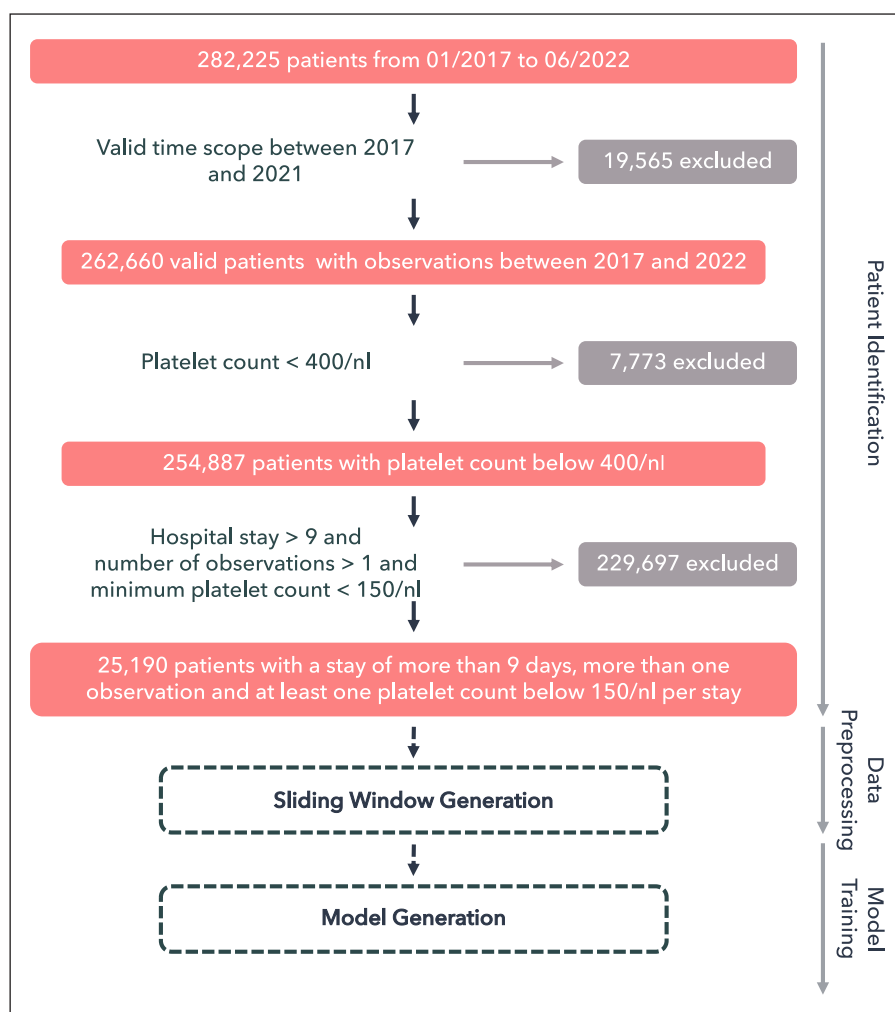 282,225 patients from 01/2017 to 06/2022
Valid time scope between 2017
and 2021
19,565 excluded
262,660 valid patients  with observations between 2017 and 2022
Platelet count < 400/nl
7,773 excluded
254,887 patients with platelet count below 400/nl
Hospital stay > 9 and
number of observations > 1 and
minimum platelet count < 150/nl
229,697 excluded
25,190 patients with a stay of more than 9 days, more than one
observation and at least one platelet count below 150/nl per stay
Sliding Window Generation
Model Generation
Patient Identification
Data
Preprocessing
Model
Training